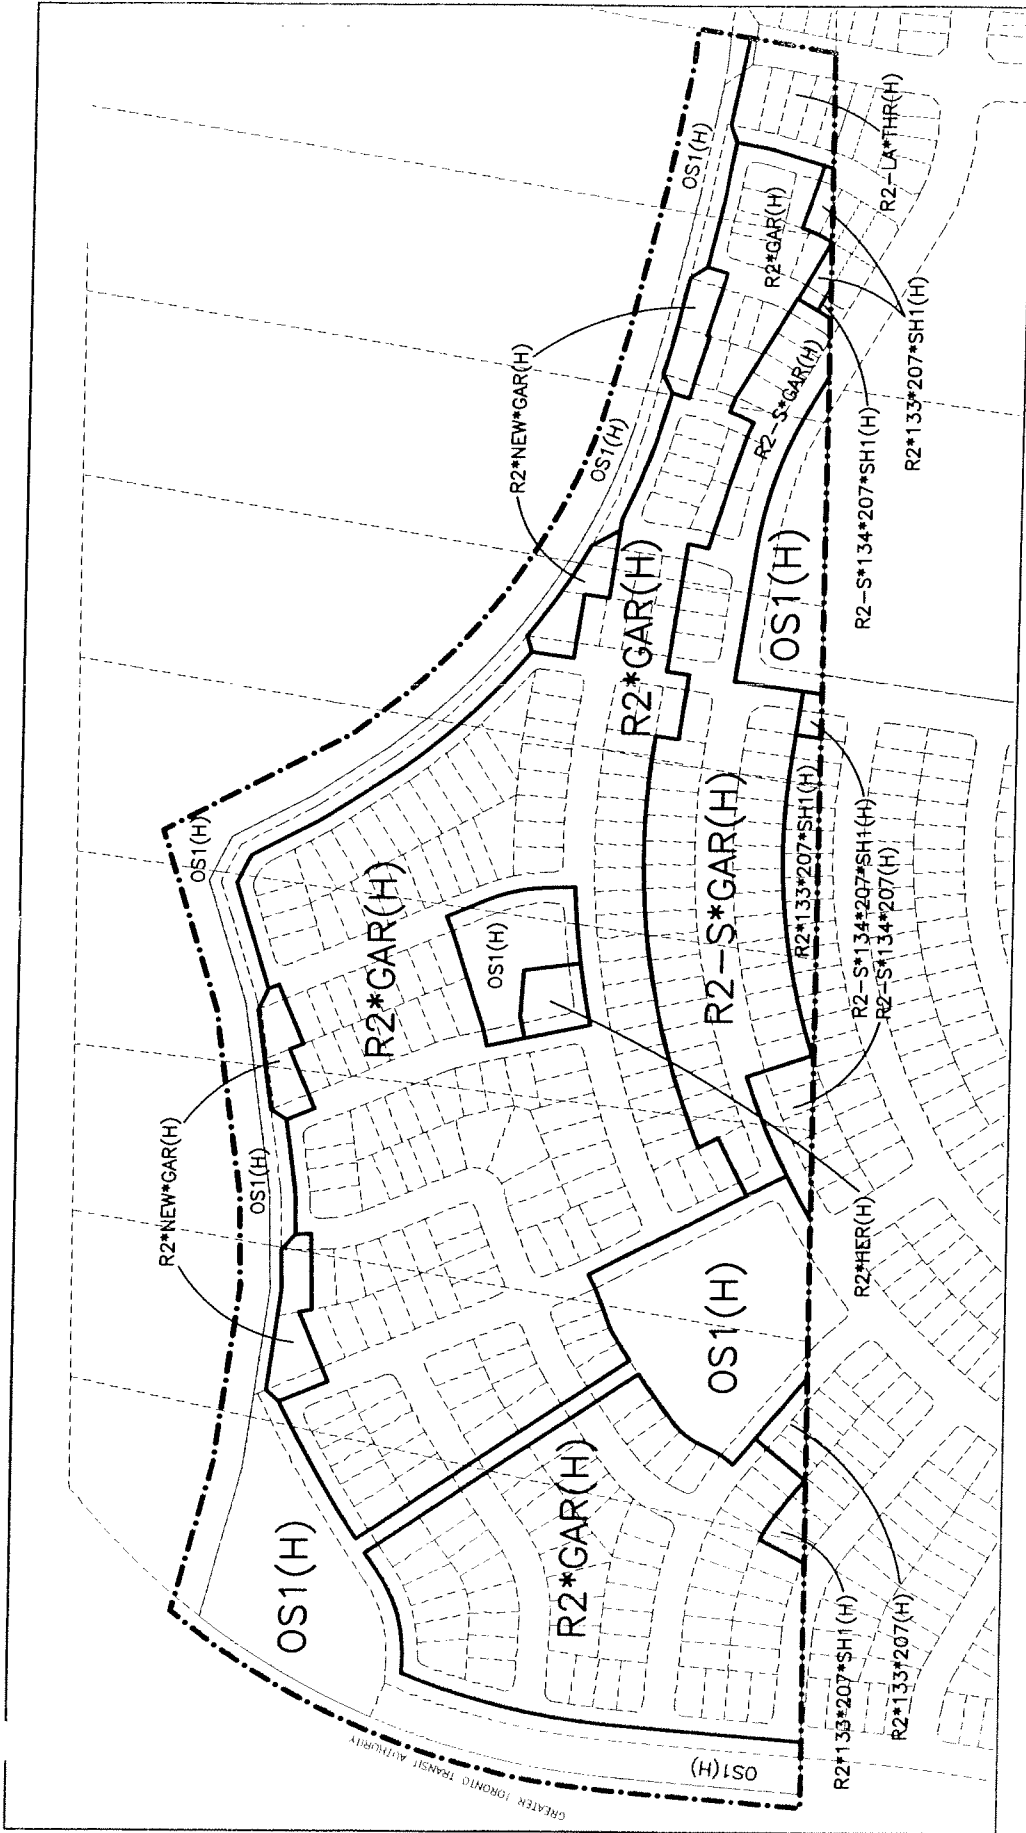 OS1(H)
R2-LA*THR(H)
R2*GAR(H)
R2*133*207*SH1(H)
R2*NEW*GAR(H)
OS1(H)
R2-S*GAR(H)
R2-S*134*207*SH1(H)
OS1(H)
R2*GAR(H)
OS1(H)
R2*GAR(H)
OS1(H)
R2-S*GAR(H)
R2*133*207*SH1(H)
R2-S*134*207*SH1(H)
R2-S*134*207(H)
R2*NEW*GAR(H)
OS1(H)
R2*HER(H)
OS1(H)
R2*GAR(H)
OS1(H)
R2*133*207*SH1(H)
R2*133*207(H)
OS1(H)
GREATER TORONTO TRANSIT AUTHORITY